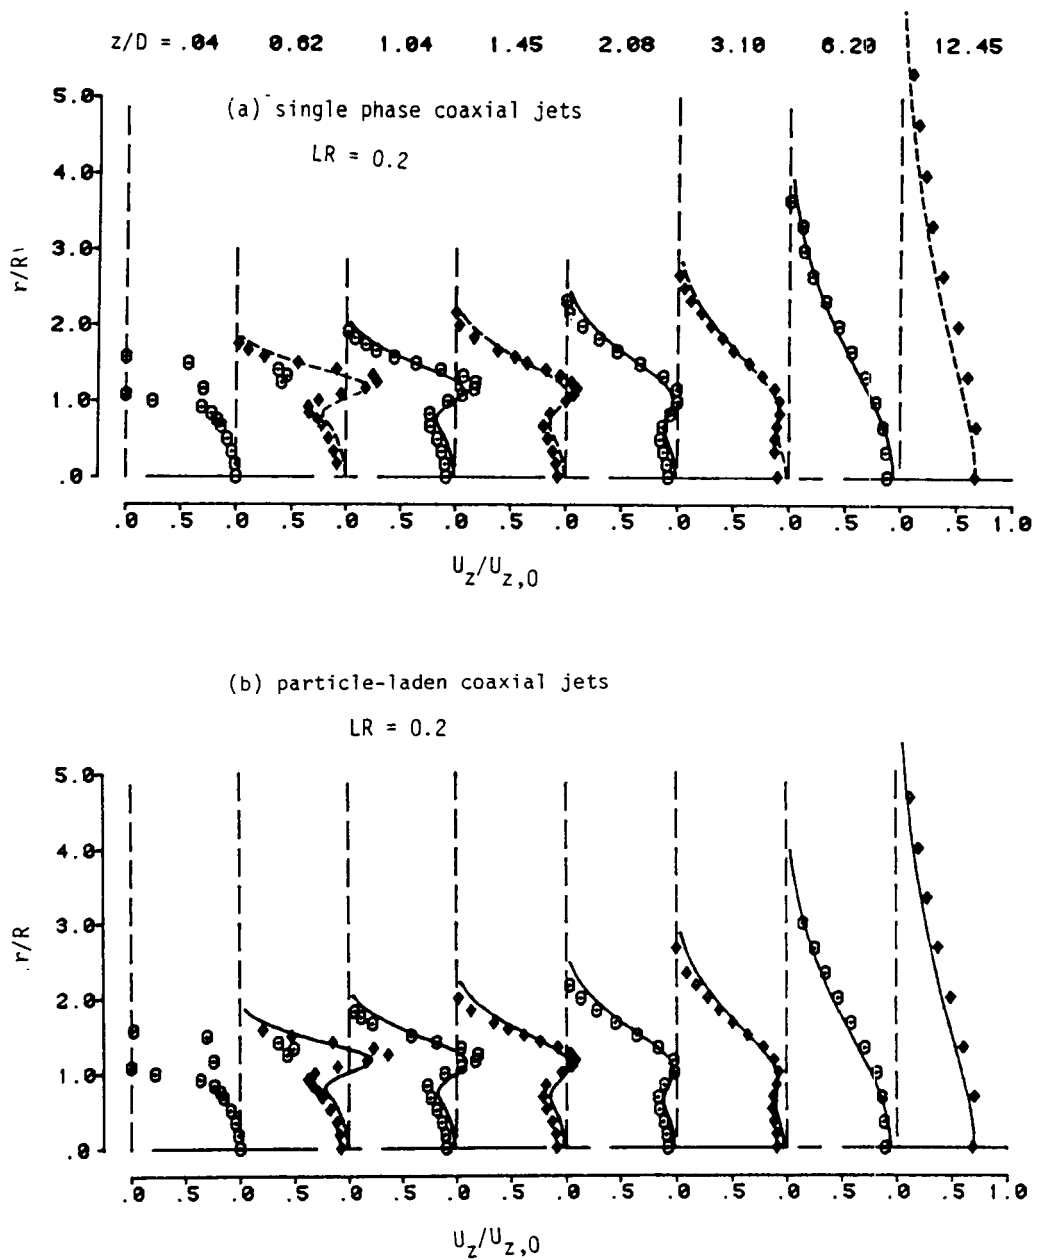 z/D = .04 0.62 1.04 1.45 2.08 3.10 6.20 12.45
(a) single phase coaxial jets
LR = 0.2
5.0
4.0
3.0
2.0
1.0
.0
r/R
.0 .5 .0 .5 .0 .5 .0 .5 .0 .5 .0 .5 .0 .5 .0 .5 1.0
U_z/U_z,0
(b) particle-laden coaxial jets
LR = 0.2
5.0
4.0
3.0
2.0
1.0
.0
r/R
.0 .5 .0 .5 .0 .5 .0 .5 .0 .5 .0 .5 .0 .5 .0 .5 1.0
U_z/U_z,0